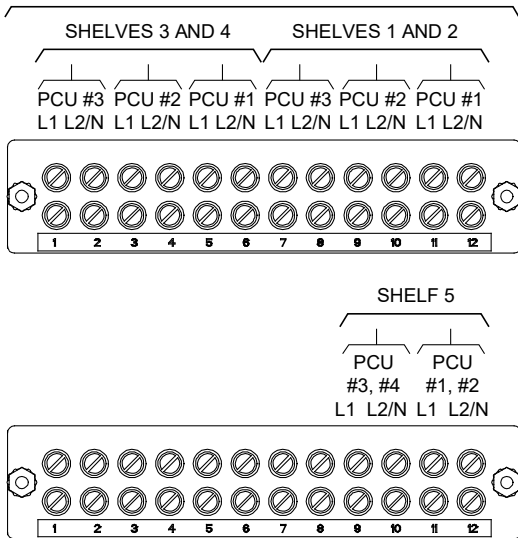 SHELVES 3 AND 4 SHELVES 1 AND 2
PCU #3 PCU #2 PCU #1 PCU #3 PCU #2 PCU #1
L1 L2/N L1 L2/N L1 L2/N L1 L2/N L1 L2/N L1 L2/N
1 2 3 4 5 6 7 8 9 10 11 12
SHELF 5
PCU PCU
#3, #4 #1, #2
L1 L2/N L1 L2/N
1 2 3 4 5 6 7 8 9 10 11 12